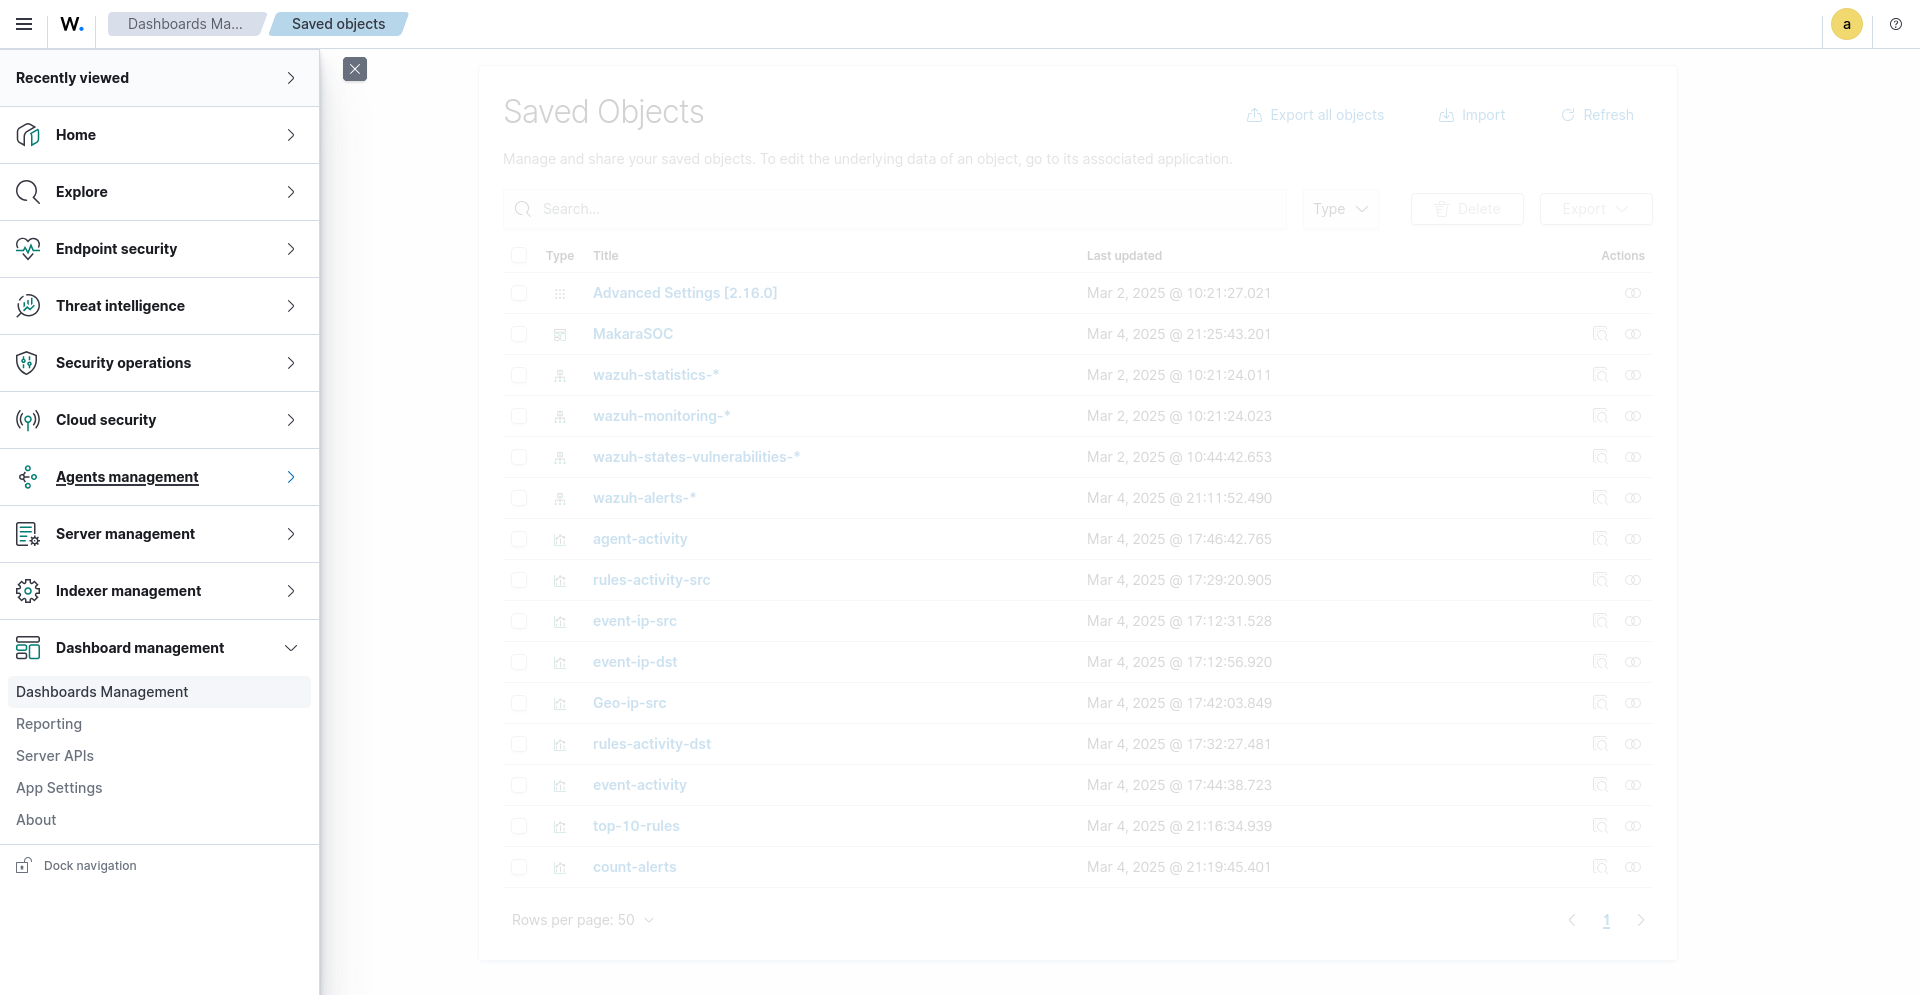 W. Dashboards Ma... Saved objects a
Recently viewed
Home
Explore
Endpoint security
Threat intelligence
Security operations
Cloud security
Agents management
Server management
Indexer management
Dashboard management
Dashboards Management
Reporting
Server APIs
App Settings
About
Dock navigation
Saved Objects
Export all objects Import Refresh
Manage and share your saved objects. To edit the underlying data of an object, go to its associated application.
Search... Type Delete Export
Type Title Last updated Actions
Advanced Settings [2.16.0] Mar 2, 2025 @ 10:21:27.021
MakaraSOC Mar 4, 2025 @ 21:25:43.201
wazuh-statistics-* Mar 2, 2025 @ 10:21:24.011
wazuh-monitoring-* Mar 2, 2025 @ 10:21:24.023
wazuh-states-vulnerabilities-* Mar 2, 2025 @ 10:44:42.653
wazuh-alerts-* Mar 4, 2025 @ 21:11:52.490
agent-activity Mar 4, 2025 @ 17:46:42.765
rules-activity-src Mar 4, 2025 @ 17:29:20.905
event-ip-src Mar 4, 2025 @ 17:12:31.528
event-ip-dst Mar 4, 2025 @ 17:12:56.920
Geo-ip-src Mar 4, 2025 @ 17:42:03.849
rules-activity-dst Mar 4, 2025 @ 17:32:27.481
event-activity Mar 4, 2025 @ 17:44:38.723
top-10-rules Mar 4, 2025 @ 21:16:34.939
count-alerts Mar 4, 2025 @ 21:19:45.401
Rows per page: 50 1